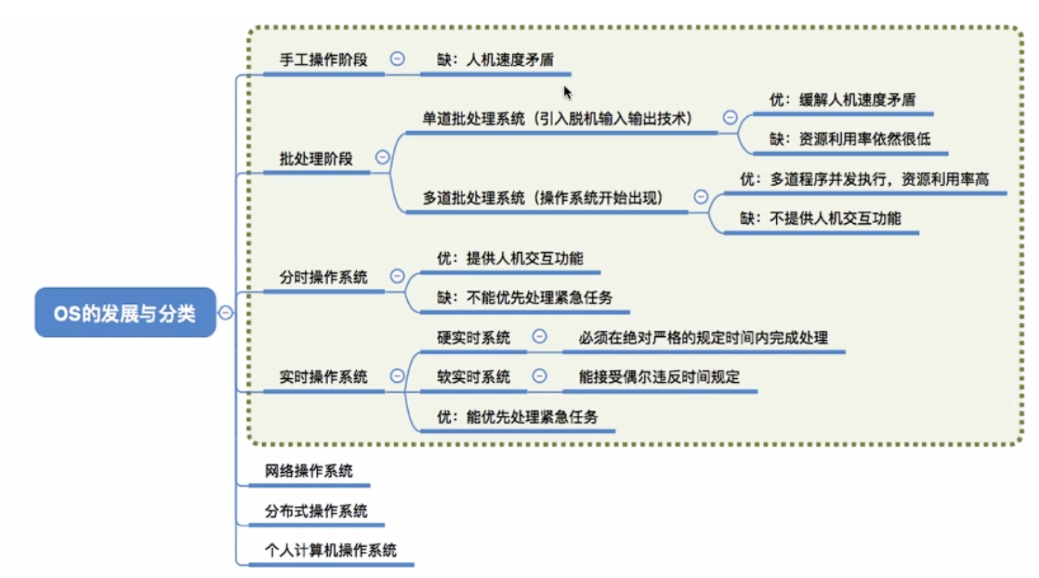 手工操作阶段
缺：人机速度矛盾
单道批处理系统（引入脱机输入输出技术）
优：缓解人机速度矛盾
缺：资源利用率依然很低
批处理阶段
多道批处理系统（操作系统开始出现）
优：多道程序并发执行，资源利用率高
缺：不提供人机交互功能
分时操作系统
优：提供人机交互功能
缺：不能优先处理紧急任务
OS的发展与分类
实时操作系统
硬实时系统
必须在绝对严格的规定时间内完成处理
软实时系统
能接受偶尔违反时间规定
优：能优先处理紧急任务
网络操作系统
分布式操作系统
个人计算机操作系统